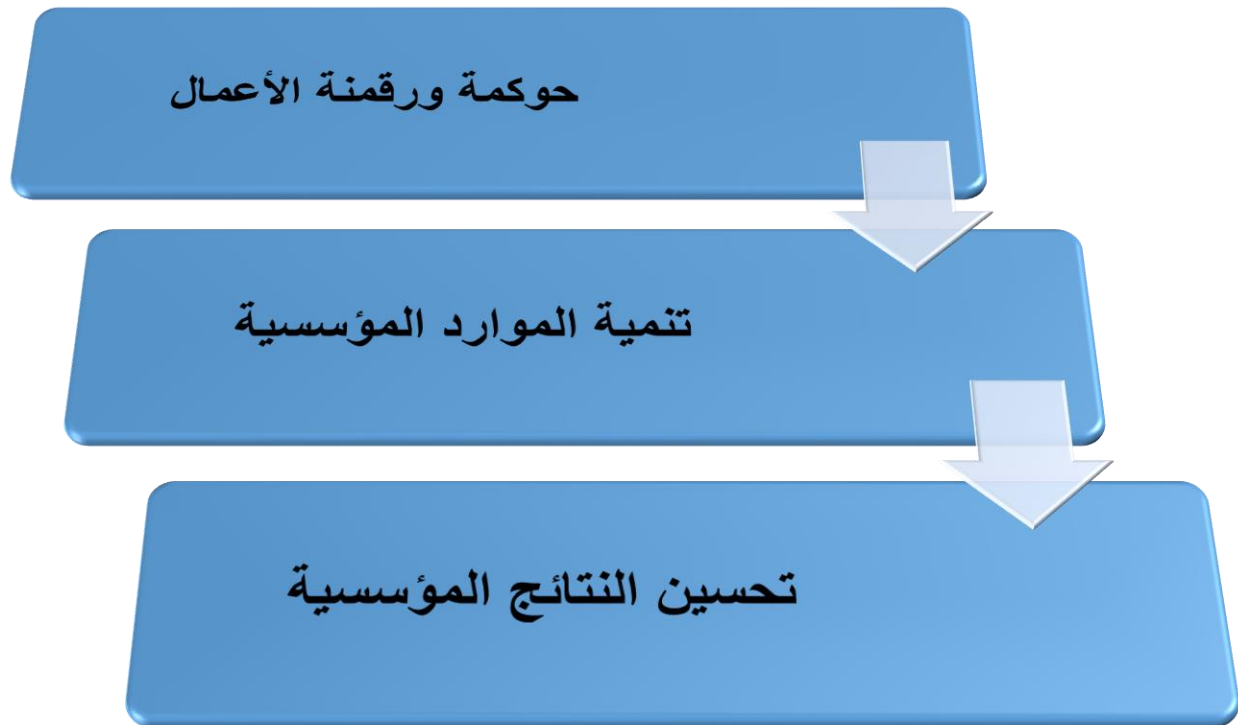 حوكمة ورقمنة الأعمال
تنمية الموارد المؤسسية
تحسين النتائج المؤسسية